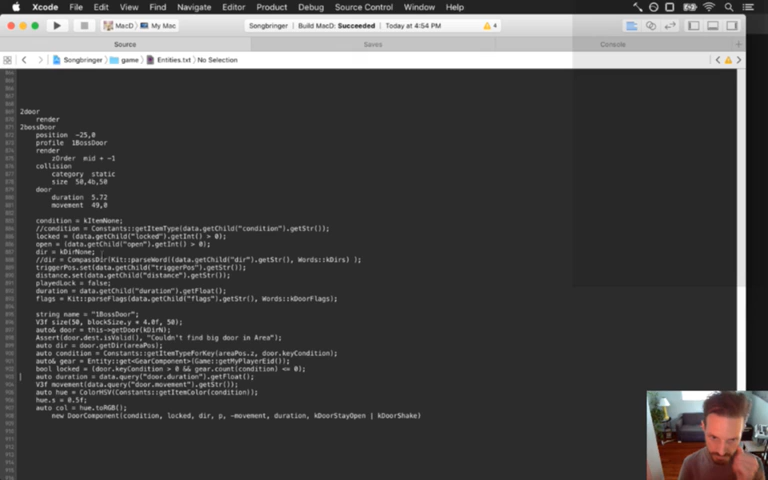 Xcode File Edit View Find Navigate Editor Product Debug Source Control Window Help
MacD My Mac Songbringer | Build MacD: Succeeded | Today at 4:54 PM 4
Source Saves Console
Songbringer game Entities.txt No Selection
2door
render
2bossDoor
position -25,0
profile 1BossDoor
render
zOrder mid + -1
collision
category static
size 50,4b,50
door
duration 5.72
movement 49,0
condition = kItemNone;
//condition = Constants::getItemType(data.getChild("condition").getStr());
locked = (data.getChild("locked").getInt() > 0);
open = (data.getChild("open").getInt() > 0);
dir = kDirNone;
//dir = CompassDir(Kit::parseWord((data.getChild("dir").getStr(), Words::kDirs) );
triggerPos.set(data.getChild("triggerPos").getStr());
distance.set(data.getChild("distance").getStr());
playedLock = false;
duration = data.getChild("duration").getFloat();
flags = Kit::parseFlags(data.getChild("flags").getStr(), Words::kDoorFlags);
string name = "1BossDoor";
V3f size(50, blockSize.y * 4.0f, 50);
auto& door = this->getDoor(kDirN);
Assert(door.dest.isValid(), "Couldn't find big door in Area");
auto dir = door.getDir(areaPos);
auto condition = Constants::getItemTypeForKey(areaPos.z, door.keyCondition);
auto& gear = Entity::get<GearComponent>(Game::getMyPlayerEid());
bool locked = (door.keyCondition > 0 && gear.count(condition) <= 0);
auto duration = data.query("door.duration").getFloat();
V3f movement(data.query("door.movement").getStr());
auto hue = ColorHSV(Constants::getItemColor(condition));
hue.s = 0.5f;
auto col = hue.toRGB();
new DoorComponent(condition, locked, dir, p, -movement, duration, kDoorStayOpen | kDoorShake)